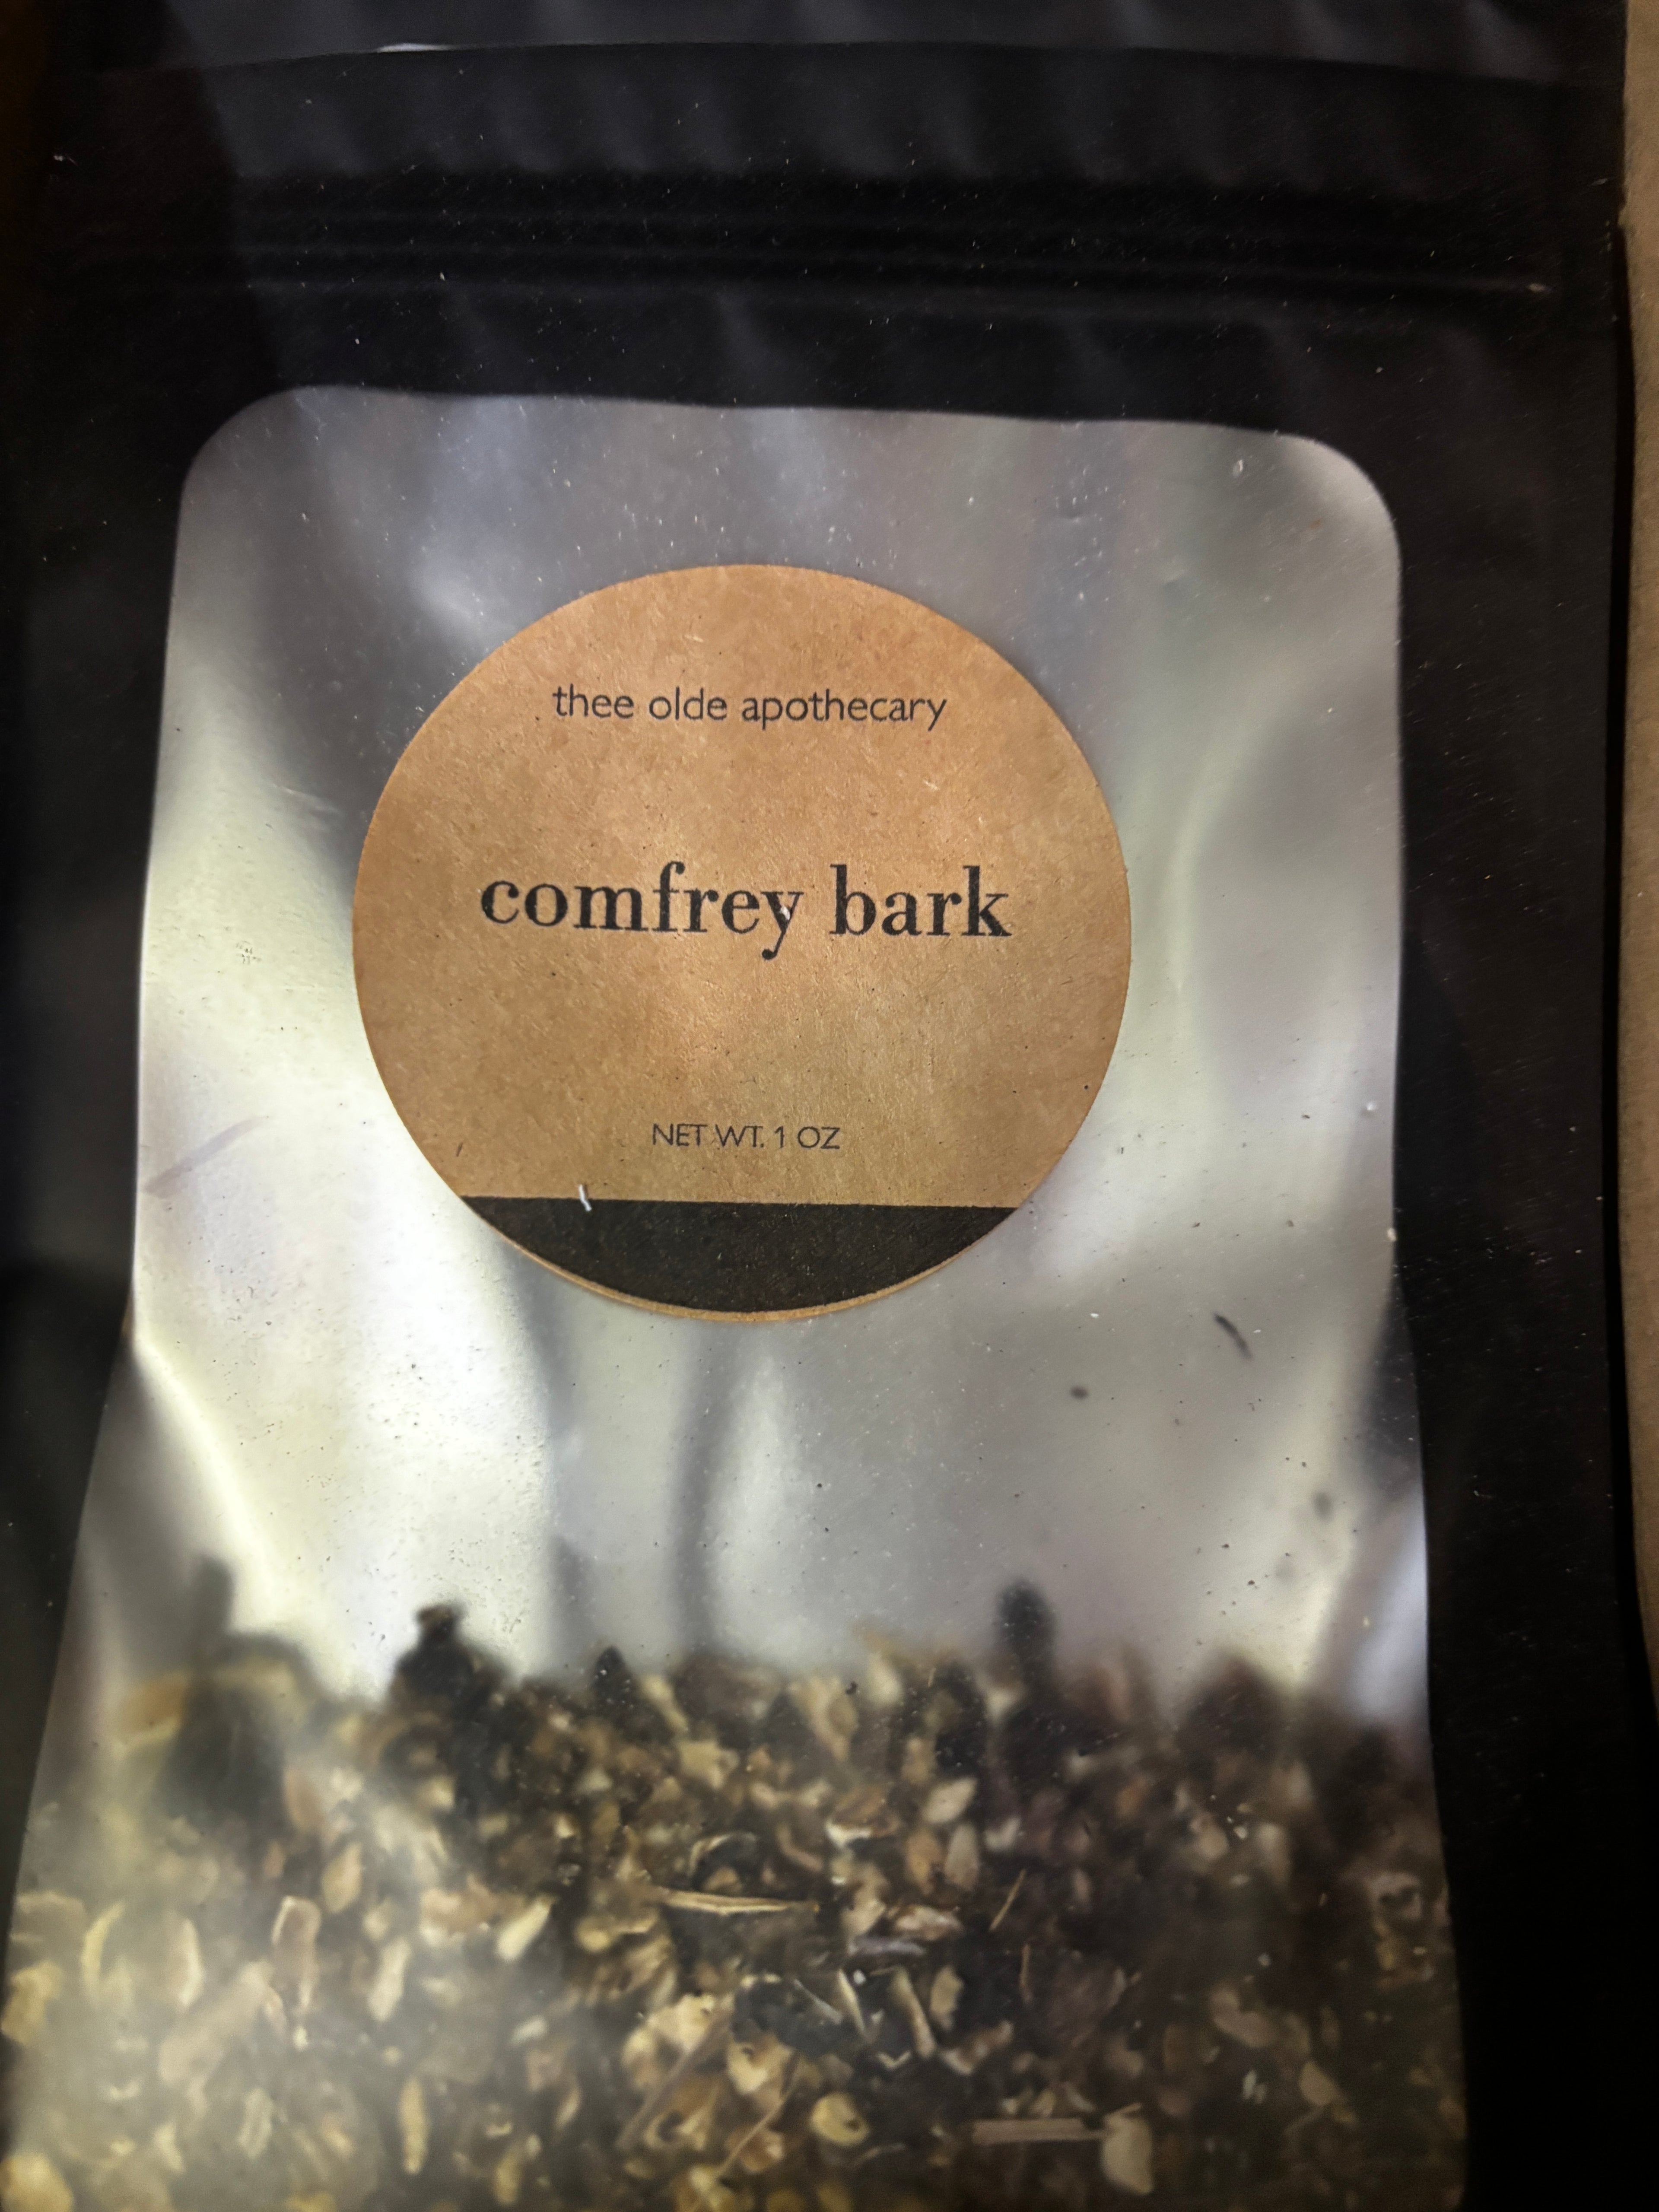 thee olde apothecary
comfrey bark
NET WT. 1 OZ